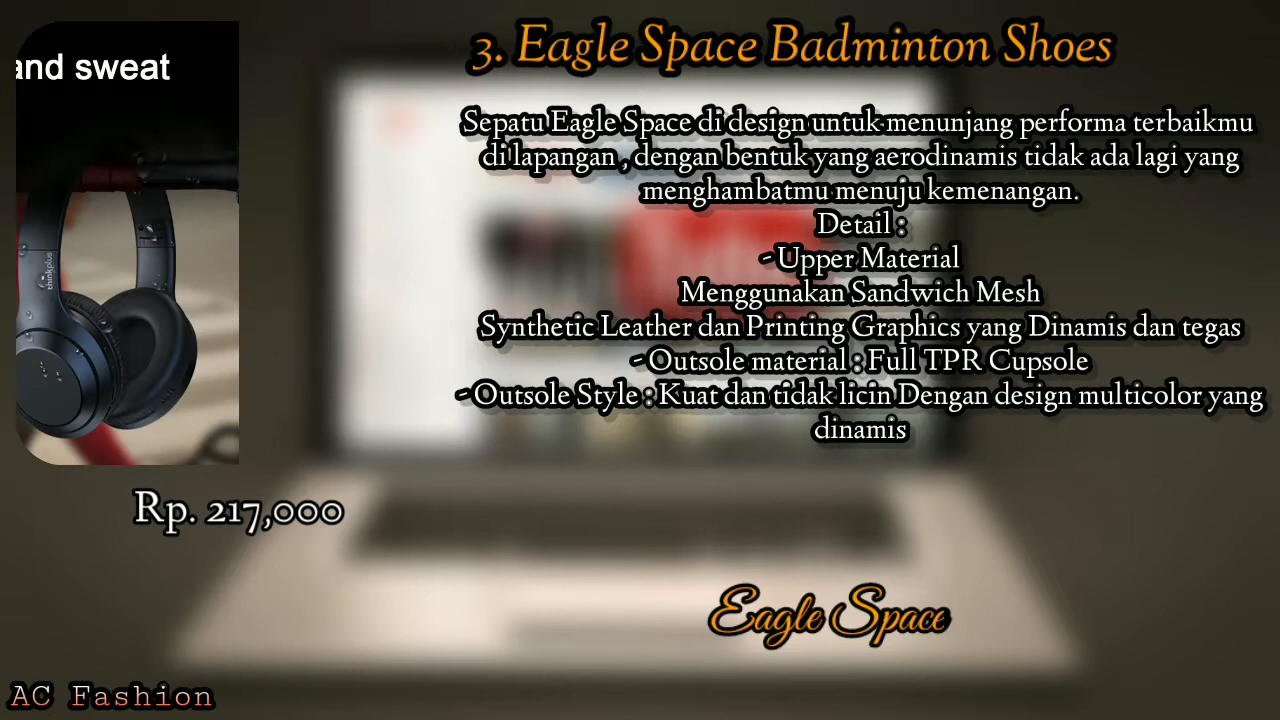 and sweat
thinkplus
3. Eagle Space Badminton Shoes
Sepatu Eagle Space di design untuk menunjang performa terbaikmu
di lapangan , dengan bentuk yang aerodinamis tidak ada lagi yang
menghambatmu menuju kemenangan.
Detail :
- Upper Material
Menggunakan Sandwich Mesh
Synthetic Leather dan Printing Graphics yang Dinamis dan tegas
- Outsole material : Full TPR Cupsole
- Outsole Style : Kuat dan tidak licin Dengan design multicolor yang
dinamis
Rp. 217,000
Eagle Space
AC Fashion